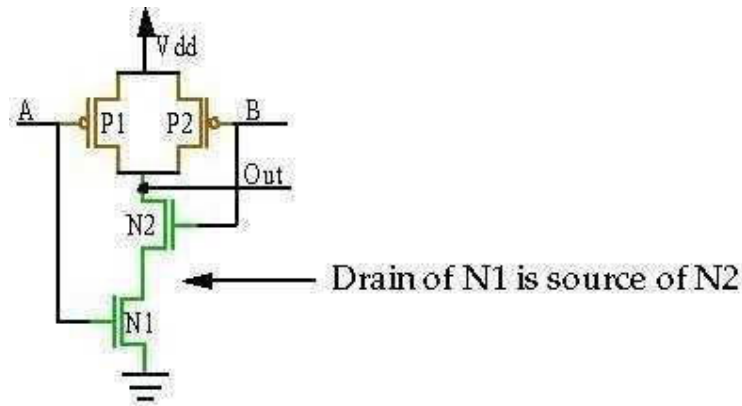 Vdd
A P1 P2 B
Out
N2
Drain of N1 is source of N2
N1